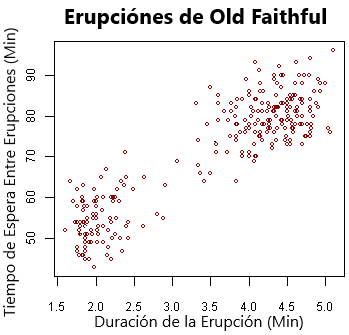 Erupciónes de Old Faithful
Tiempo de Espera Entre Erupciones (Min)
90
80
70
60
50
1.5 2.0 2.5 3.0 3.5 4.0 4.5 5.0
Duración de la Erupción (Min)